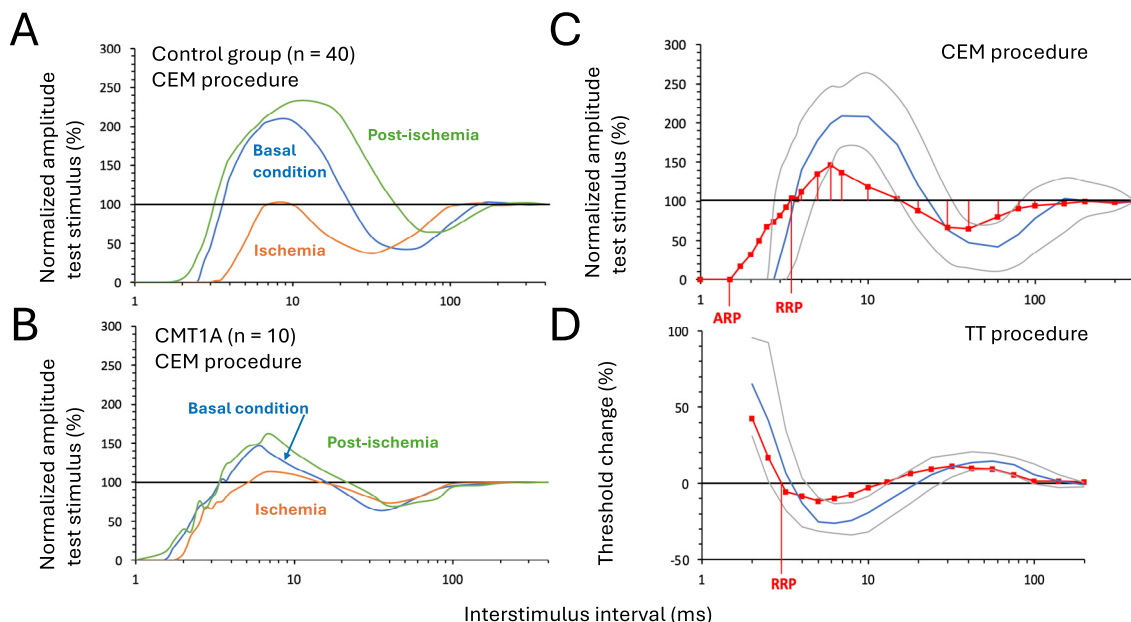 A
Control group (n = 40)
CEM procedure
Normalized amplitude
test stimulus (%)
300
250
200
150
100
50
0
Post-ischemia
Basal
condition
Ischemia
1
10
100
B
CMT1A (n = 10)
CEM procedure
Normalized amplitude
test stimulus (%)
300
250
200
150
100
50
0
Basal condition
Post-ischemia
Ischemia
1
10
100
C
CEM procedure
Normalized amplitude
test stimulus (%)
300
250
200
150
100
50
0
1
10
100
ARP
RRP
D
TT procedure
Threshold change (%)
100
50
0
-50
RRP
1
10
100
Interstimulus interval (ms)